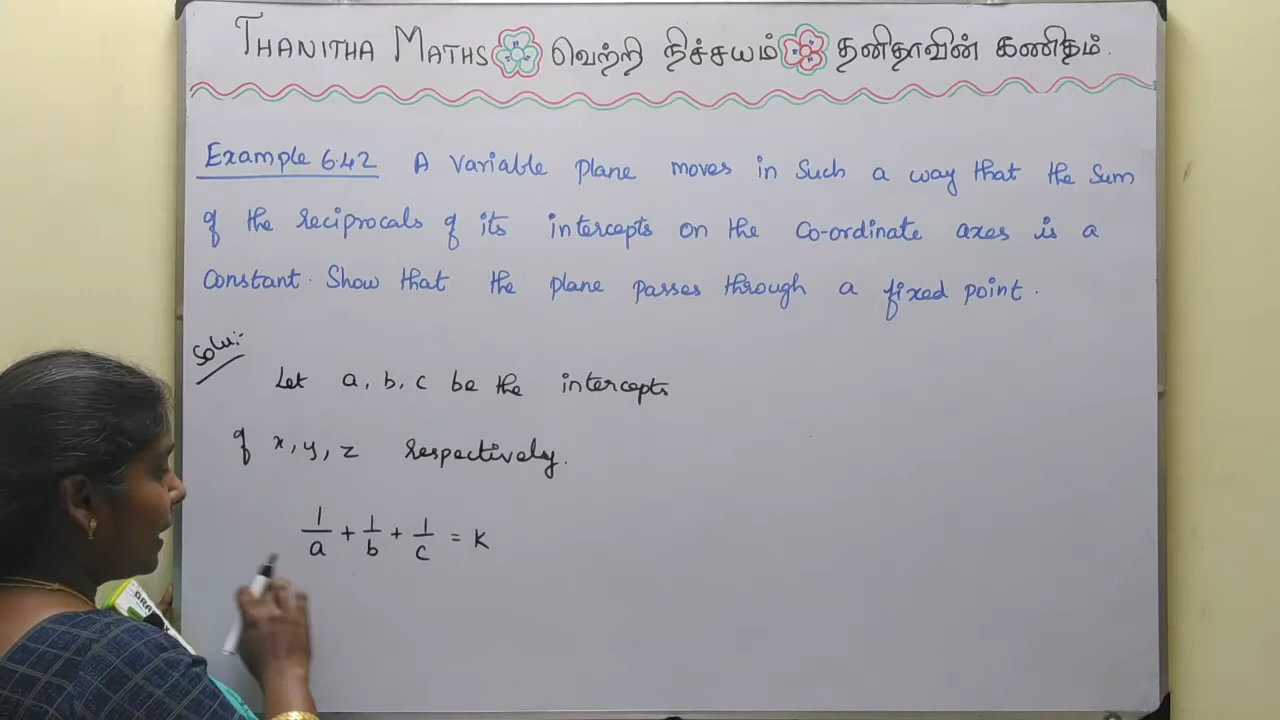 THANITHA MATHS வெற்றி நிச்சயம் தனிதாவின் கணிதம்.
Example 6.42 A variable plane moves in such a way that the sum
of the reciprocals of its intercepts on the co-ordinate axes is a
constant. Show that the plane passes through a fixed point.
Solu:-
Let a, b, c be the intercepts
of x, y, z respectively.
1/a + 1/b + 1/c = K